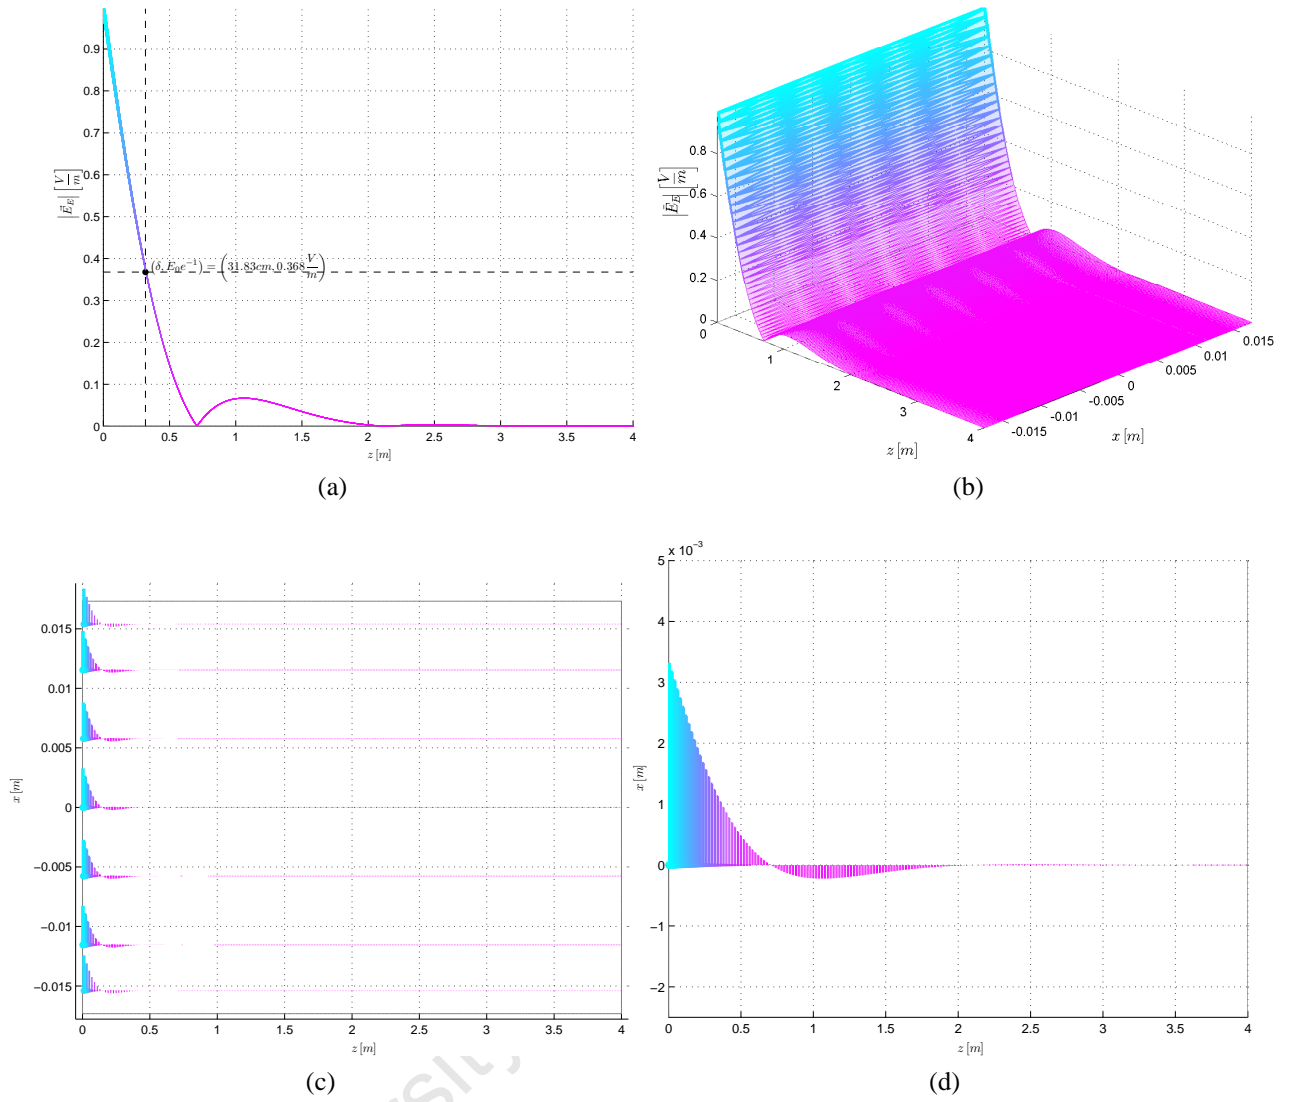 0.9
0.8
0.7
0.6
0.5
0.4
0.3
0.2
0.1
0
|E⃗_E| [V/m]
(δ, E₀e⁻¹) = (31.83cm, 0.368 V/m)
0 0.5 1 1.5 2 2.5 3 3.5 4
z [m]
(a)
0.8
0.6
0.4
0.2
0
|E⃗_E| [V/m]
0 1 2 3 4
z [m]
-0.015 -0.01 -0.005 0 0.005 0.01 0.015
x [m]
(b)
0.015
0.01
0.005
0
−0.005
−0.01
−0.015
x [m]
0 0.5 1 1.5 2 2.5 3 3.5 4
z [m]
(c)
x 10⁻³
5
4
3
2
1
0
−1
−2
x [m]
0 0.5 1 1.5 2 2.5 3 3.5 4
z [m]
(d)
rsity